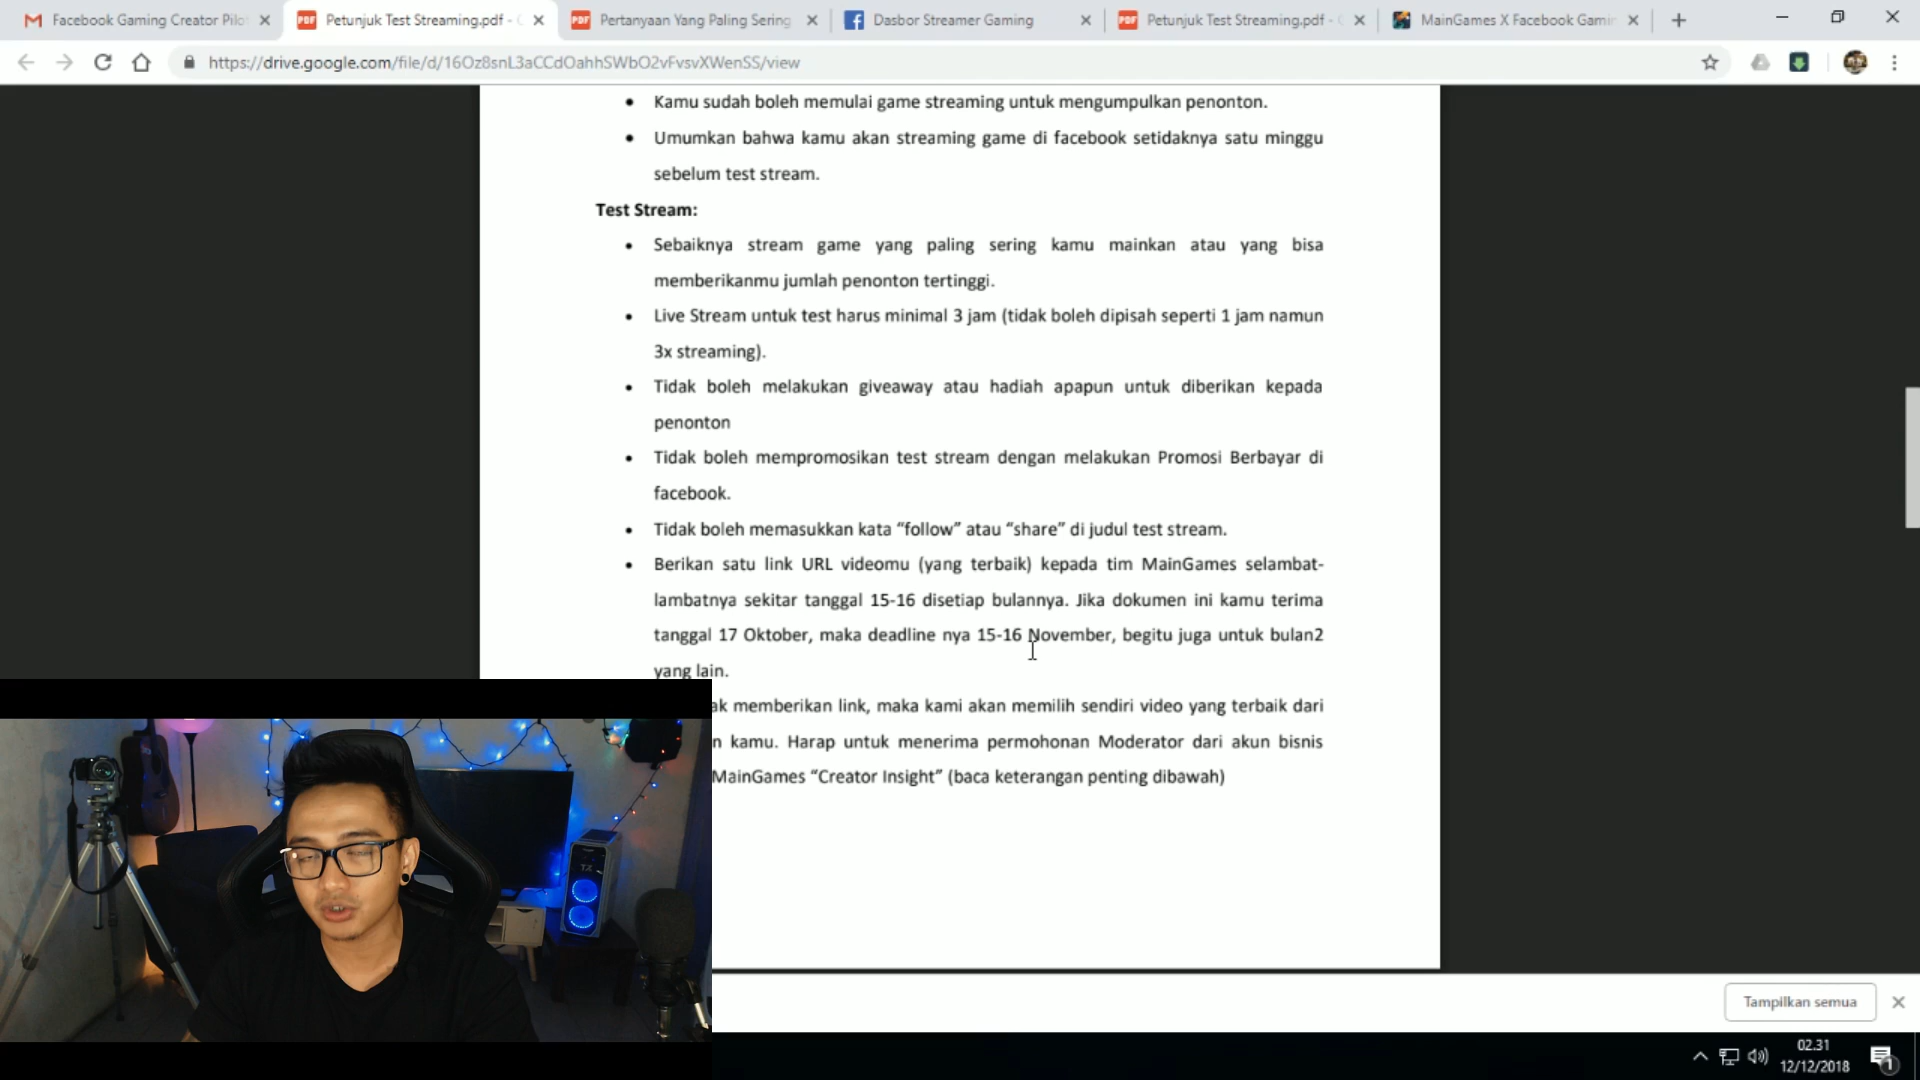 Facebook Gaming Creator Pilo
Petunjuk Test Streaming.pdf -
Pertanyaan Yang Paling Sering
Dasbor Streamer Gaming
Petunjuk Test Streaming.pdf -
MainGames X Facebook Gami
https://drive.google.com/file/d/16Oz8snL3aCCdOahhSWbO2vFvsvXWenSS/view
• Kamu sudah boleh memulai game streaming untuk mengumpulkan penonton.
• Umumkan bahwa kamu akan streaming game di facebook setidaknya satu minggu
sebelum test stream.
Test Stream:
• Sebaiknya stream game yang paling sering kamu mainkan atau yang bisa
memberikanmu jumlah penonton tertinggi.
• Live Stream untuk test harus minimal 3 jam (tidak boleh dipisah seperti 1 jam namun
3x streaming).
• Tidak boleh melakukan giveaway atau hadiah apapun untuk diberikan kepada
penonton
• Tidak boleh mempromosikan test stream dengan melakukan Promosi Berbayar di
facebook.
• Tidak boleh memasukkan kata “follow” atau “share” di judul test stream.
• Berikan satu link URL videomu (yang terbaik) kepada tim MainGames selambat-
lambatnya sekitar tanggal 15-16 disetiap bulannya. Jika dokumen ini kamu terima
tanggal 17 Oktober, maka deadline nya 15-16 November, begitu juga untuk bulan2
yang lain.
ak memberikan link, maka kami akan memilih sendiri video yang terbaik dari
n kamu. Harap untuk menerima permohonan Moderator dari akun bisnis
MainGames “Creator Insight” (baca keterangan penting dibawah)
Tampilkan semua
02.31
12/12/2018
1